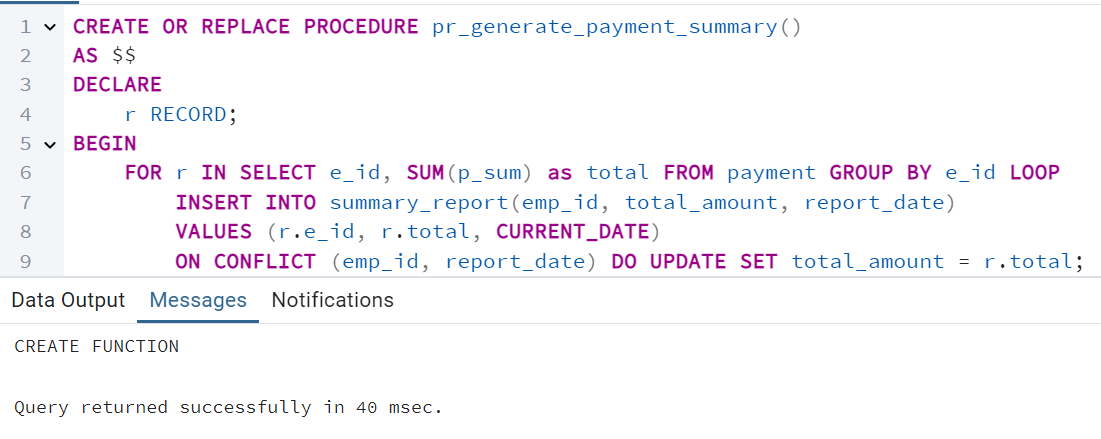 1 CREATE OR REPLACE PROCEDURE pr_generate_payment_summary()
2 AS $$
3 DECLARE
4 r RECORD;
5 BEGIN
6 FOR r IN SELECT e_id, SUM(p_sum) as total FROM payment GROUP BY e_id LOOP
7 INSERT INTO summary_report(emp_id, total_amount, report_date)
8 VALUES (r.e_id, r.total, CURRENT_DATE)
9 ON CONFLICT (emp_id, report_date) DO UPDATE SET total_amount = r.total;
Data Output Messages Notifications
CREATE FUNCTION
Query returned successfully in 40 msec.